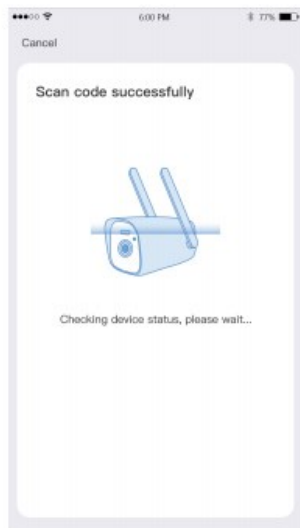 6:00 PM
77%
Cancel
Scan code successfully
Checking device status, please wait...